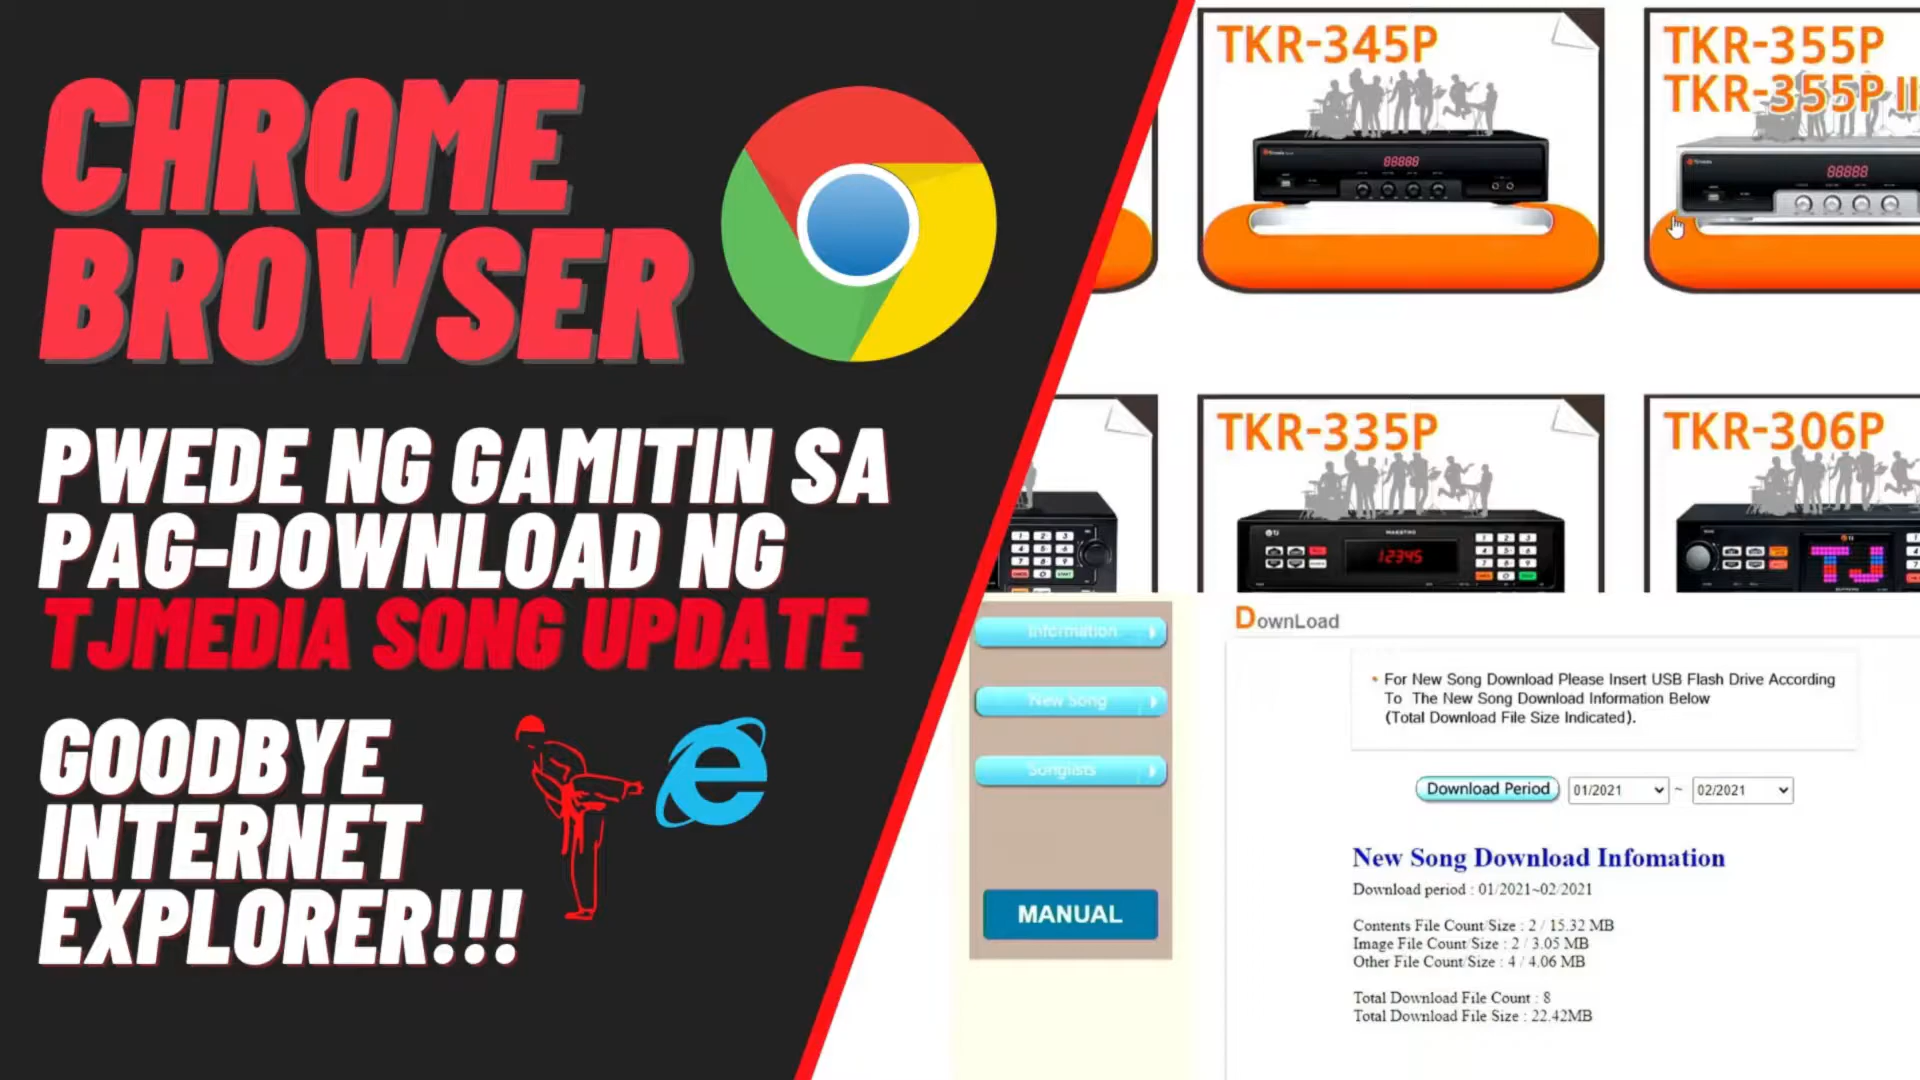 CHROME
BROWSER
PWEDE NG GAMITIN SA
PAG-DOWNLOAD NG
TJMEDIA SONG UPDATE
GOODBYE
INTERNET
EXPLORER!!!
TKR-345P
88888
TKR-355P
TKR-355P II
88888
TKR-335P
MAESTRO
12345
TKR-306P
TJ
Information
New Song
Songlists
MANUAL
DownLoad
• For New Song Download Please Insert USB Flash Drive According
To The New Song Download Information Below
(Total Download File Size Indicated).
Download Period 01/2021 ~ 02/2021
New Song Download Infomation
Download period : 01/2021~02/2021
Contents File Count/Size : 2 / 15.32 MB
Image File Count/Size : 2 / 3.05 MB
Other File Count/Size : 4 / 4.06 MB
Total Download File Count : 8
Total Download File Size : 22.42MB